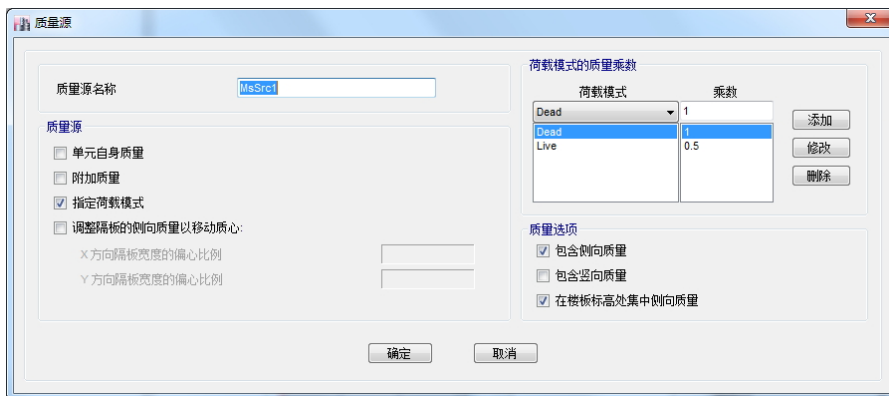 质量源
质量源名称
MsSrc1
质量源
单元自身质量
附加质量
指定荷载模式
调整隔板的侧向质量以移动质心:
X方向隔板宽度的偏心比例
Y方向隔板宽度的偏心比例
荷载模式的质量乘数
荷载模式 乘数
Dead 1
Dead 1
Live 0.5
添加
修改
删除
质量选项
包含侧向质量
包含竖向质量
在楼板标高处集中侧向质量
确定 取消